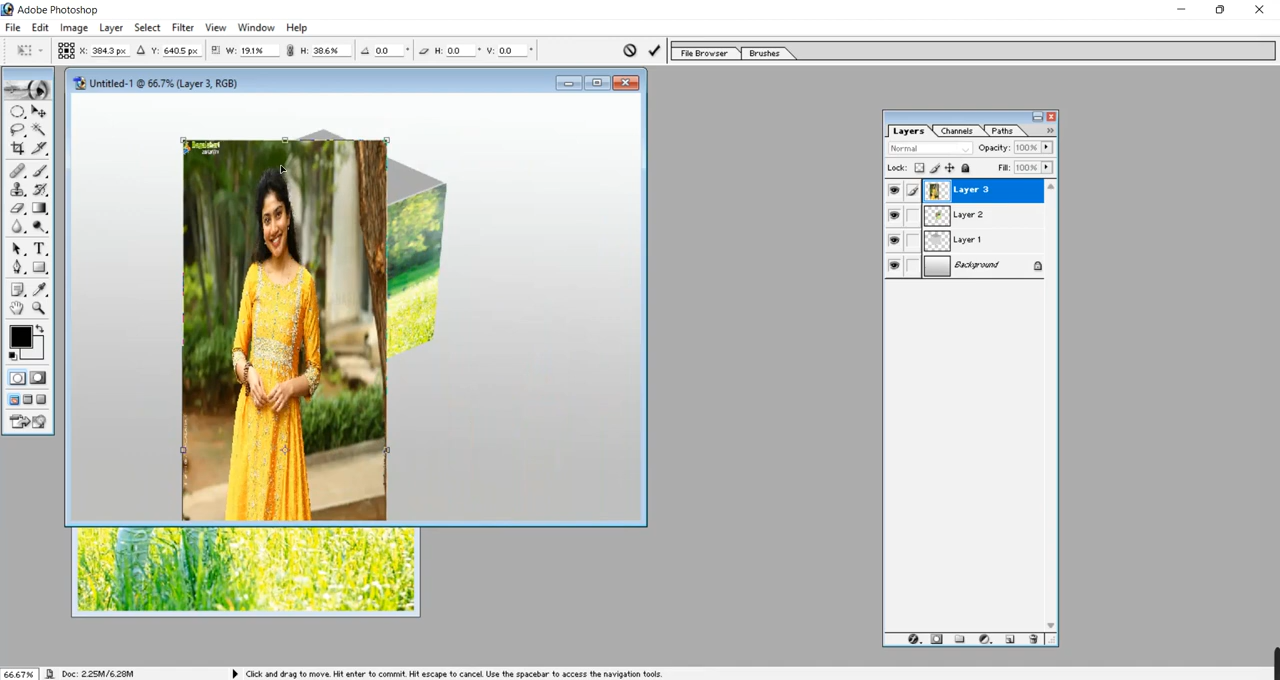 Adobe Photoshop
File Edit Image Layer Select Filter View Window Help
X: 384.3 px Y: 640.5 px W: 19.1% H: 38.6% 0.0 ° H: 0.0 ° V: 0.0 ° File Browser Brushes
Untitled-1 @ 66.7% (Layer 3, RGB)
Layers Channels Paths
Normal Opacity: 100%
Lock: Fill: 100%
Layer 3
Layer 2
Layer 1
Background
66.67% Doc: 2.25M/6.28M Click and drag to move. Hit enter to commit. Hit escape to cancel. Use the spacebar to access the navigation tools.